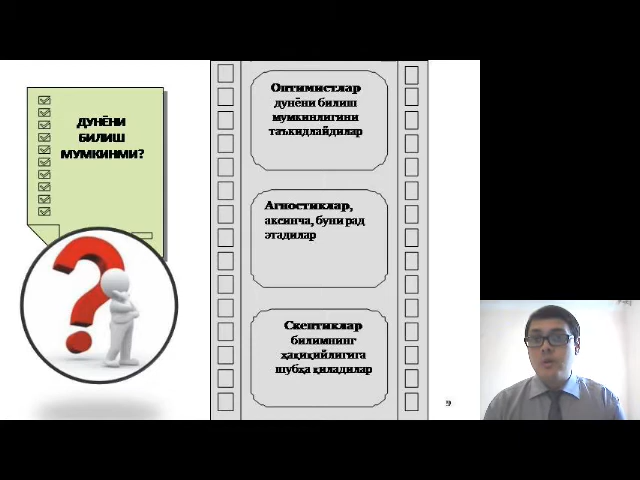 ДУНЁНИ
БИЛИШ
МУМКИНМИ?
Оптимистлар
дунёни билиш
мумкинлигини
таъкидлайдилар
Агностиклар,
аксинча, буни рад
этадилар
Скептиклар
билимнинг
ҳақиқийлигига
шубҳа қиладилар
9